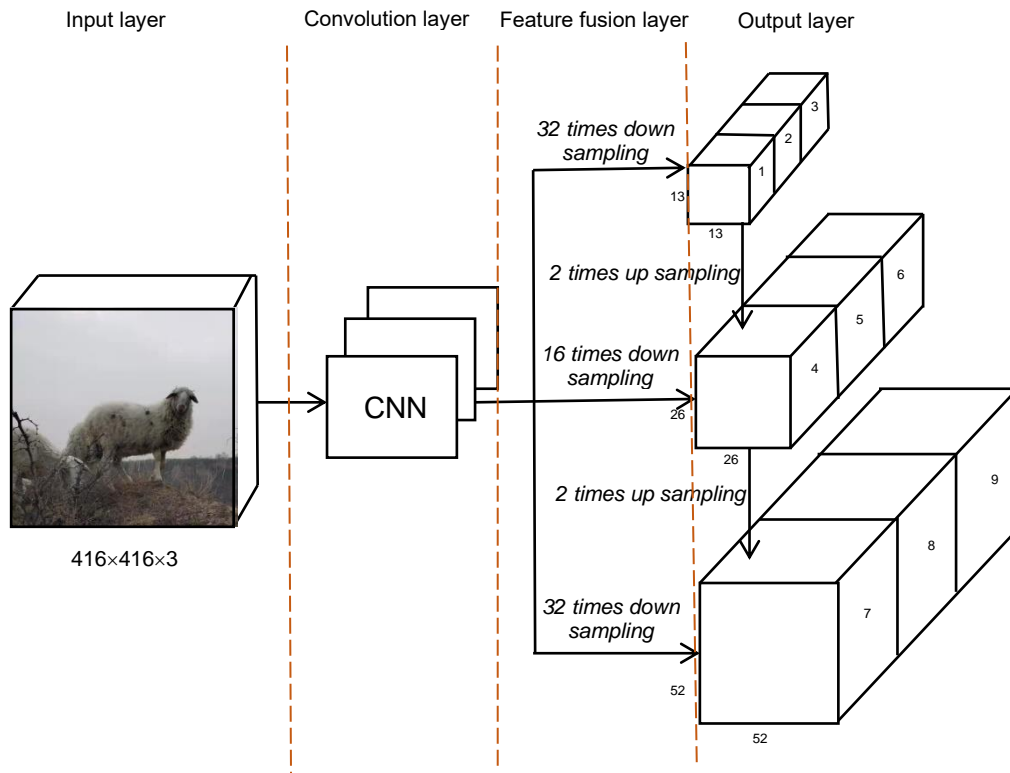 Input layer
Convolution layer
Feature fusion layer
Output layer
32 times down
sampling
3
2
1
13
13
2 times up sampling
6
5
4
16 times down
sampling
26
26
CNN
2 times up sampling
9
8
7
416×416×3
32 times down
sampling
52
52